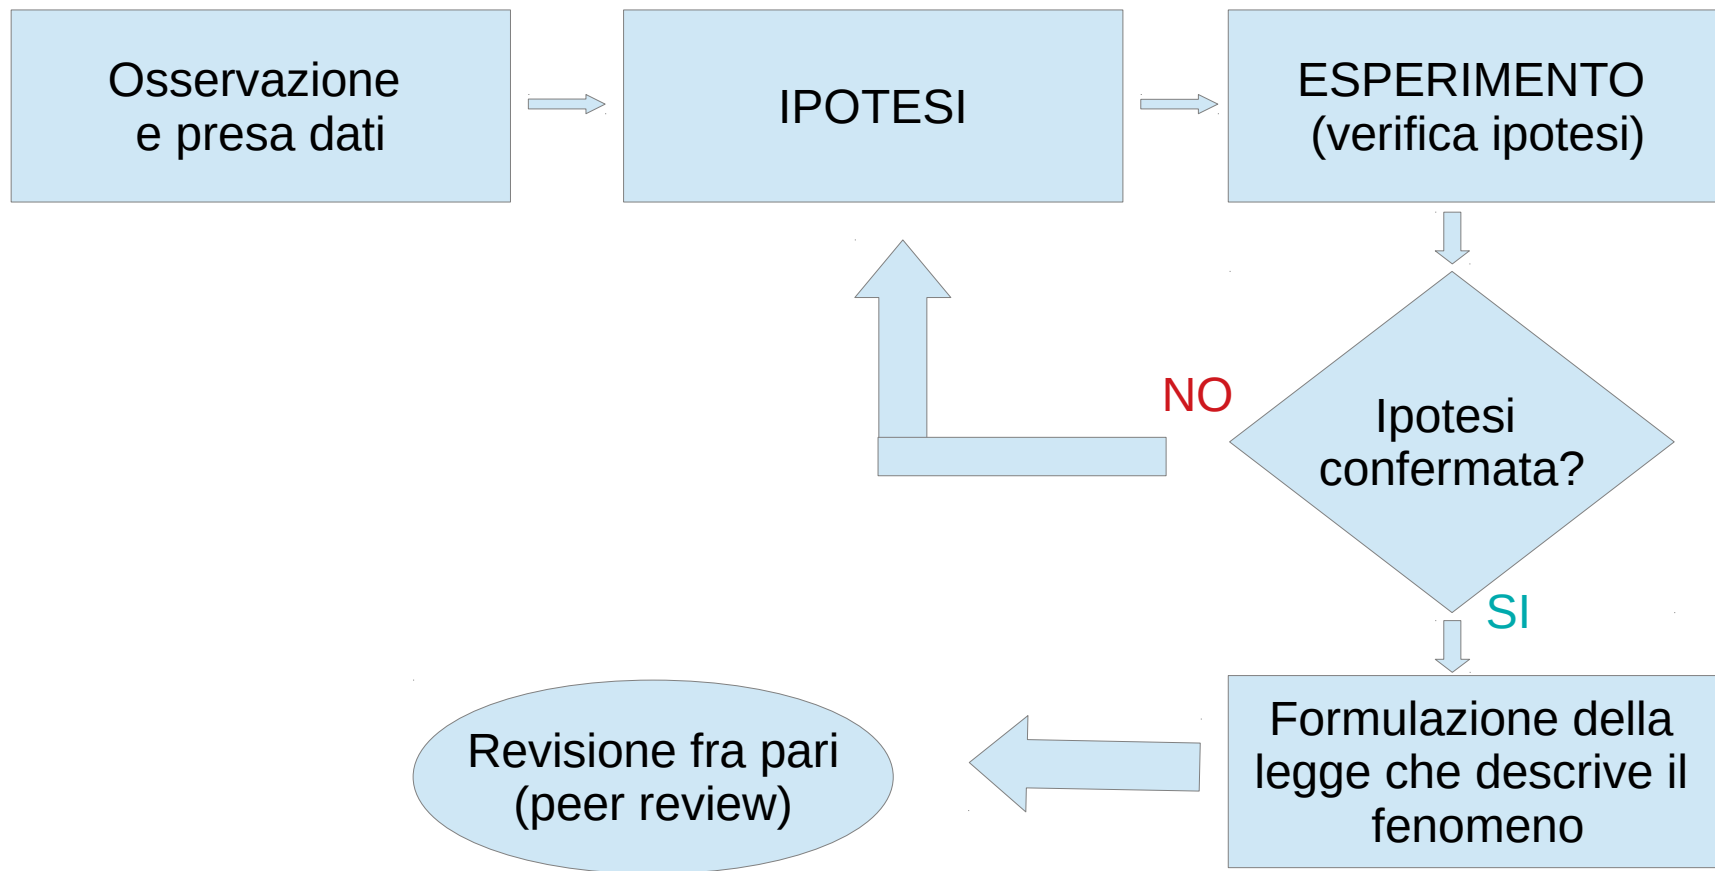 Osservazione
e presa dati
IPOTESI
ESPERIMENTO
(verifica ipotesi)
NO
Ipotesi
confermata?
SI
Formulazione della
legge che descrive il
fenomeno
Revisione fra pari
(peer review)